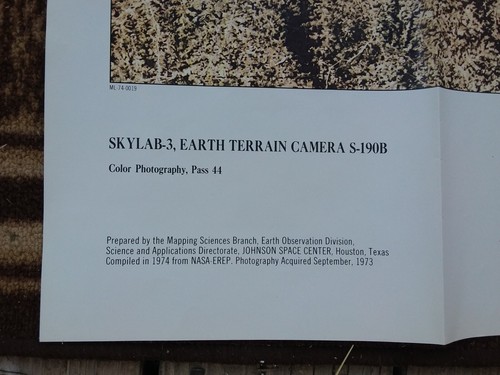 ML 74-0019
SKYLAB-3, EARTH TERRAIN CAMERA S-190B
Color Photography, Pass 44
Prepared by the Mapping Sciences Branch, Earth Observation Division,
Science and Applications Directorate, JOHNSON SPACE CENTER, Houston, Texas
Compiled in 1974 from NASA-EREP. Photography Acquired September, 1973